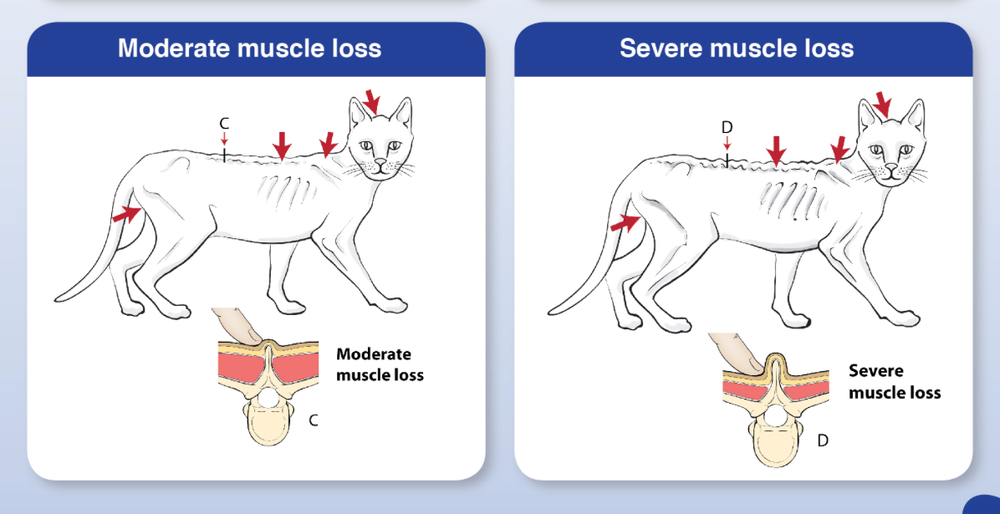 Moderate muscle loss
C
Moderate
muscle loss
C
Severe muscle loss
D
Severe
muscle loss
D